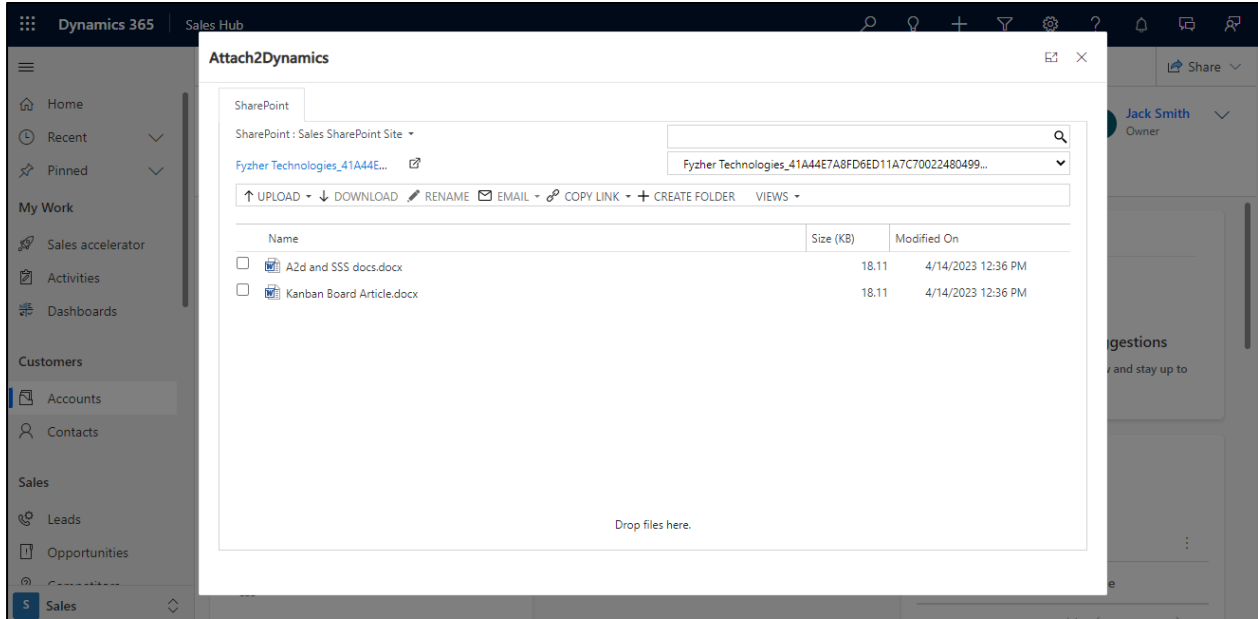 Dynamics 365 Sales Hub
Attach2Dynamics
Share
Home
Recent
Pinned
My Work
Sales accelerator
Activities
Dashboards
Customers
Accounts
Contacts
Sales
Leads
Opportunities
S Sales
SharePoint
SharePoint : Sales SharePoint Site
Fyzher Technologies_41A44E...
Fyzher Technologies_41A44E7A8FD6ED11A7C70022480499...
UPLOAD DOWNLOAD RENAME EMAIL COPY LINK CREATE FOLDER VIEWS
Name Size (KB) Modified On
A2d and SSS docs.docx 18.11 4/14/2023 12:36 PM
Kanban Board Article.docx 18.11 4/14/2023 12:36 PM
Drop files here.
Jack Smith
Owner
and stay up to